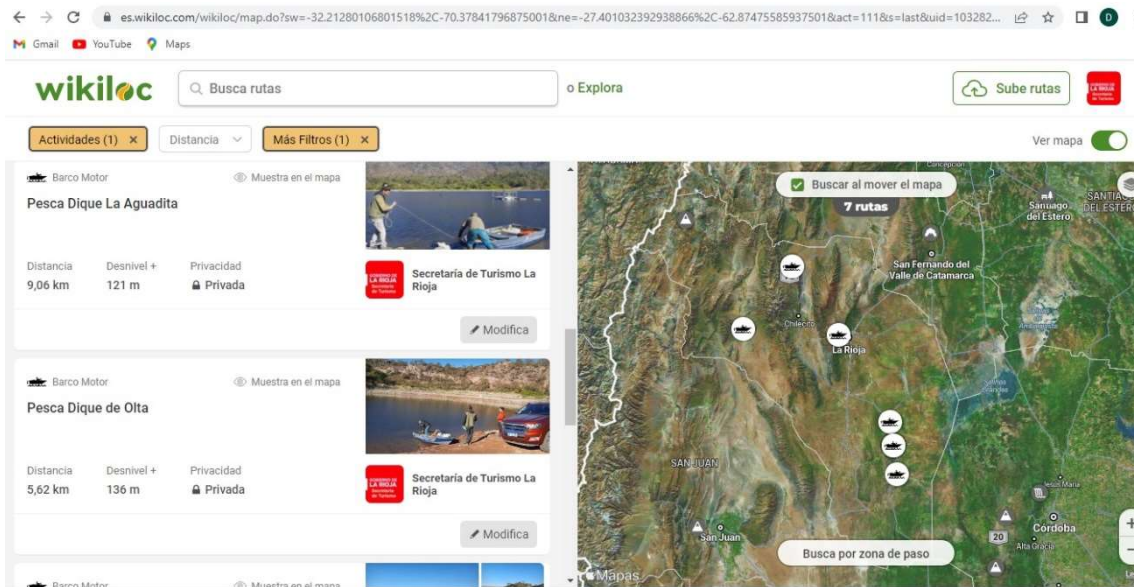 es.wikiloc.com/wikiloc/map.do?sw=-32.21280106801518%2C-70.37841796875001&ne=-27.401032392938866%2C-62.87475585937501&act=111&s=last&uid=103282...
D
Gmail YouTube Maps
wikiloc
Busca rutas
o Explora
Sube rutas
Actividades (1) ×
Distancia
Más Filtros (1) ×
Ver mapa
Barco Motor
Muestra en el mapa
Pesca Dique La Aguadita
Distancia Desnivel + Privacidad
9,06 km 121 m Privada
Secretaría de Turismo La
Rioja
Modifica
Barco Motor
Muestra en el mapa
Pesca Dique de Olta
Distancia Desnivel + Privacidad
5,62 km 136 m Privada
Secretaría de Turismo La
Rioja
Modifica
Barco Motor
Muestra en el mapa
Buscar al mover el mapa
7 rutas
Concepción
Santiago
del Estero
SANTIAGO
DEL ESTERO
San Fernando del
Valle de Catamarca
Chilecito
La Rioja
SAN JUAN
San Juan
Jesús María
Córdoba
20
Alta Gracia
Busca por zona de paso
Mapas
+
−